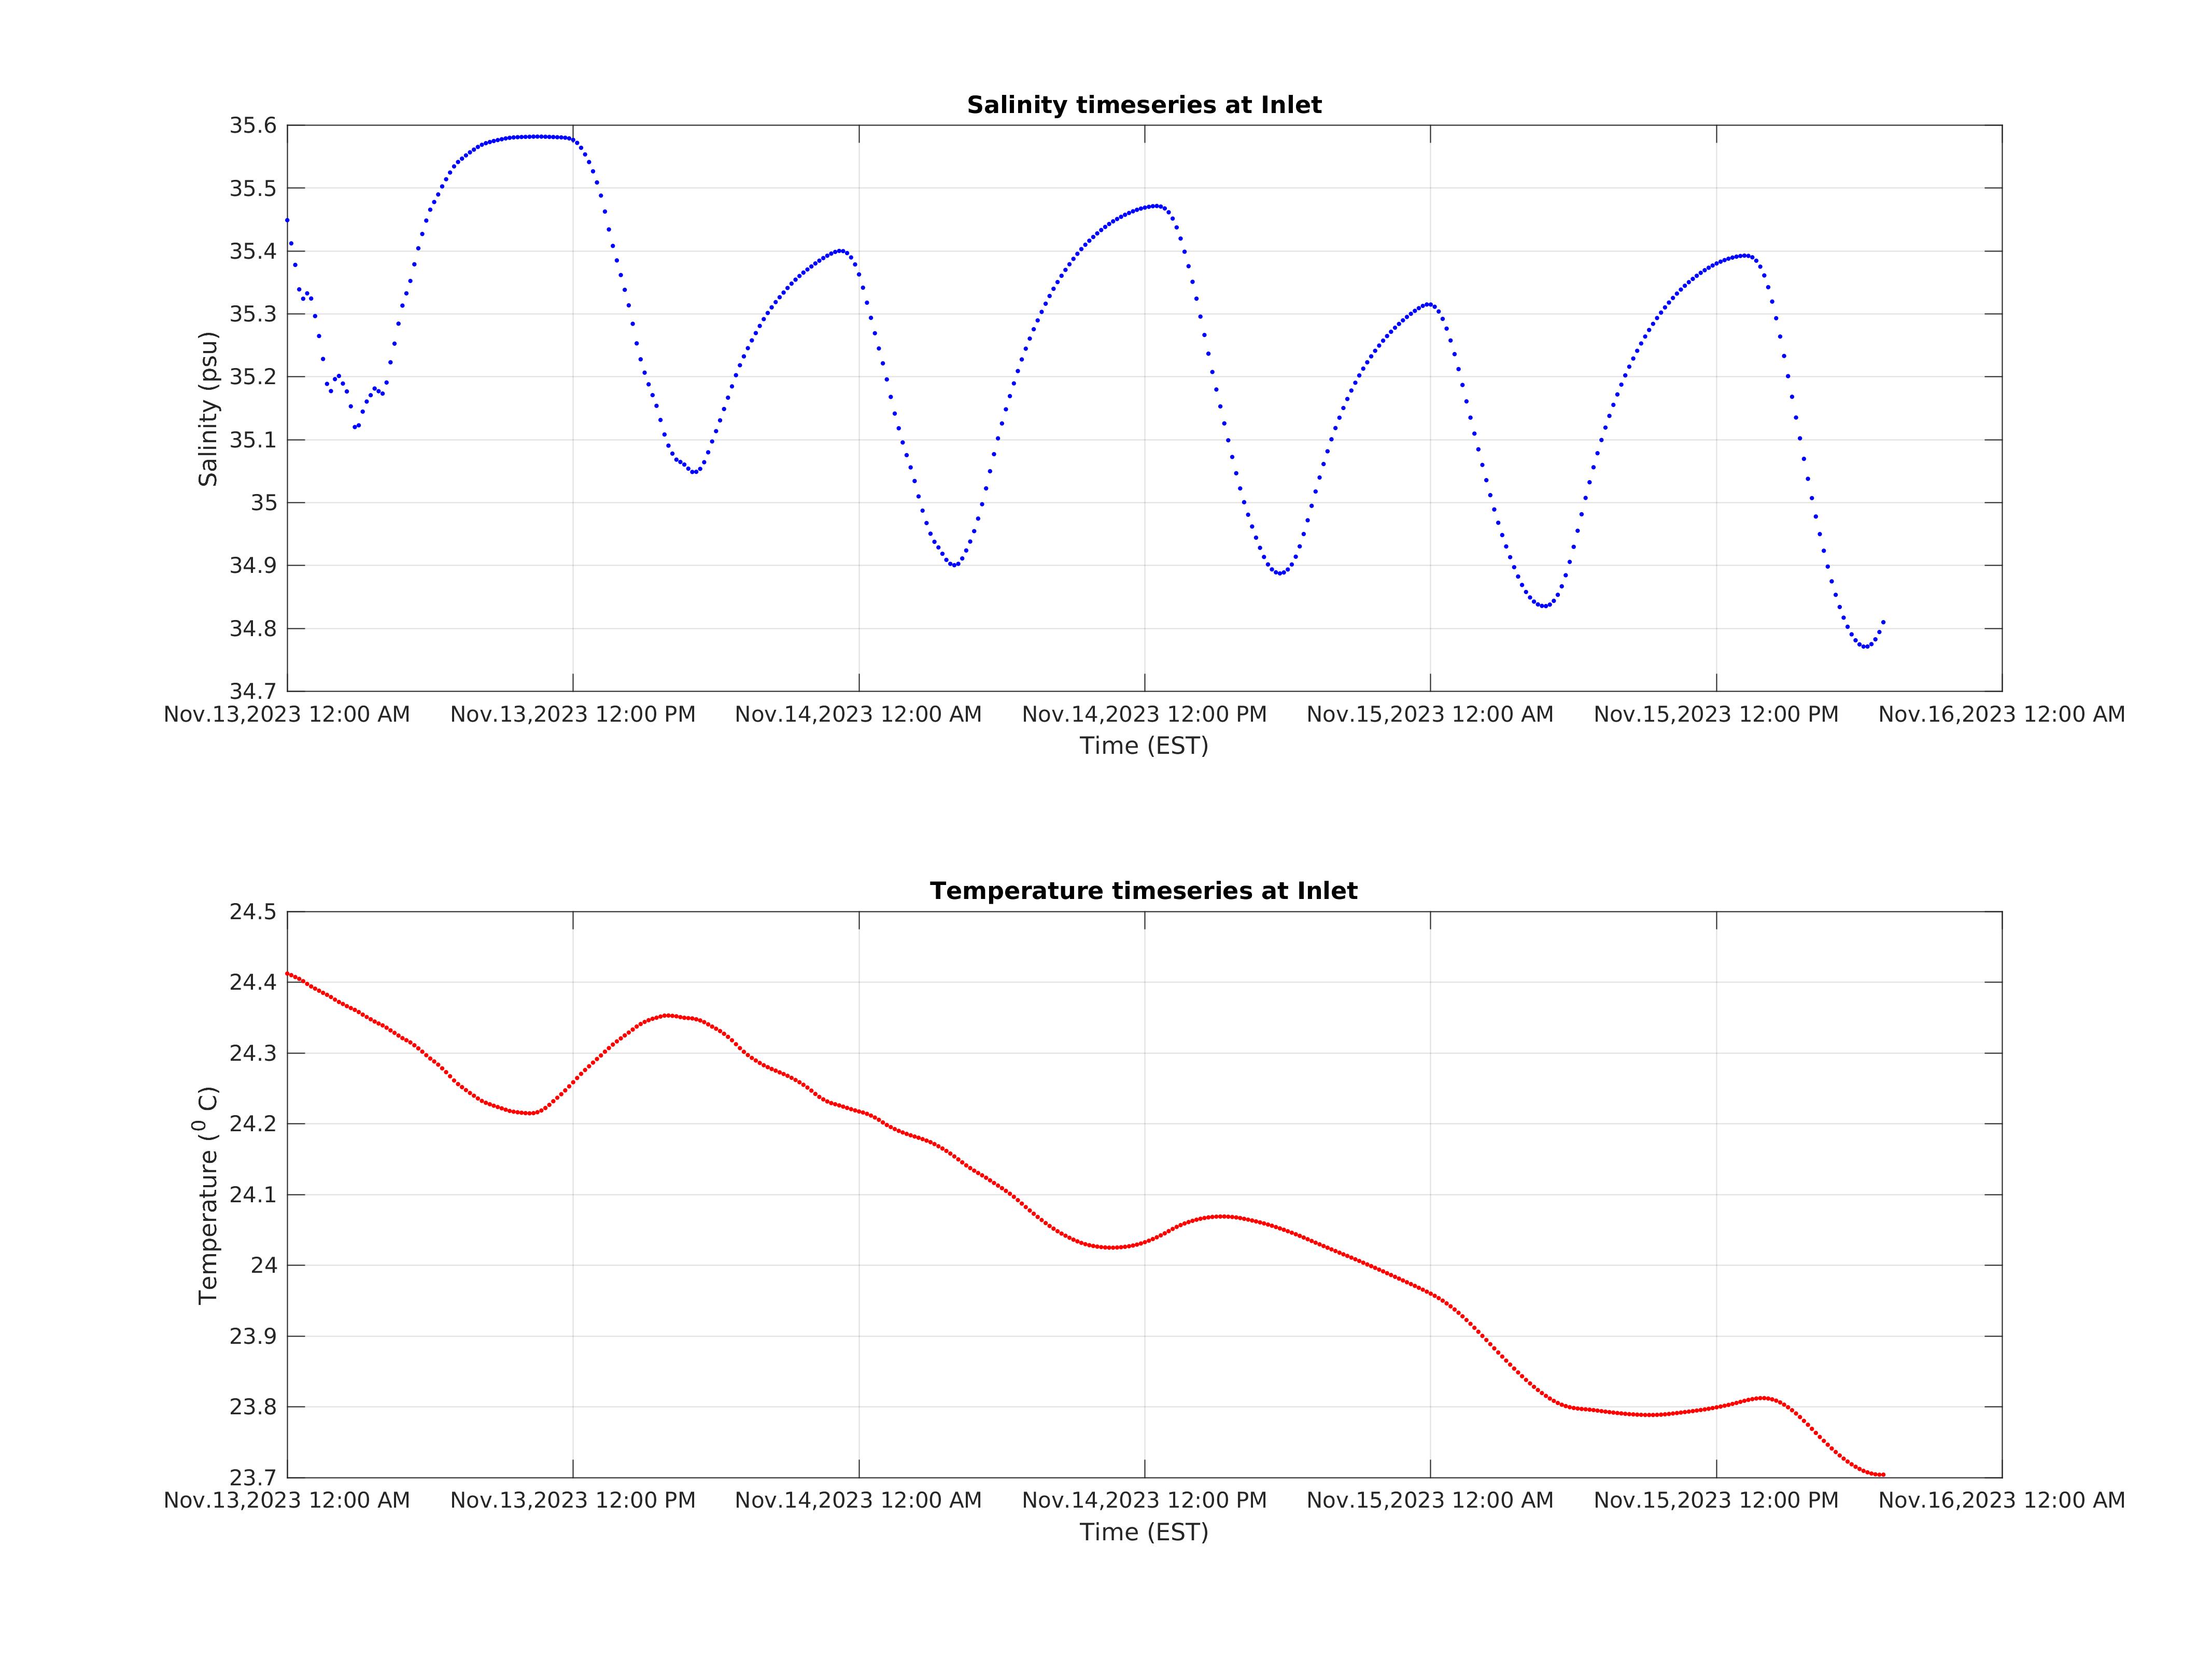 Salinity timeseries at Inlet
35.6
35.5
35.4
35.3
35.2
35.1
35
34.9
34.8
34.7
Salinity (psu)
Nov.13,2023 12:00 AM Nov.13,2023 12:00 PM Nov.14,2023 12:00 AM Nov.14,2023 12:00 PM Nov.15,2023 12:00 AM Nov.15,2023 12:00 PM Nov.16,2023 12:00 AM
Time (EST)
Temperature timeseries at Inlet
24.5
24.4
24.3
24.2
24.1
24
23.9
23.8
23.7
Temperature (⁰ C)
Nov.13,2023 12:00 AM Nov.13,2023 12:00 PM Nov.14,2023 12:00 AM Nov.14,2023 12:00 PM Nov.15,2023 12:00 AM Nov.15,2023 12:00 PM Nov.16,2023 12:00 AM
Time (EST)